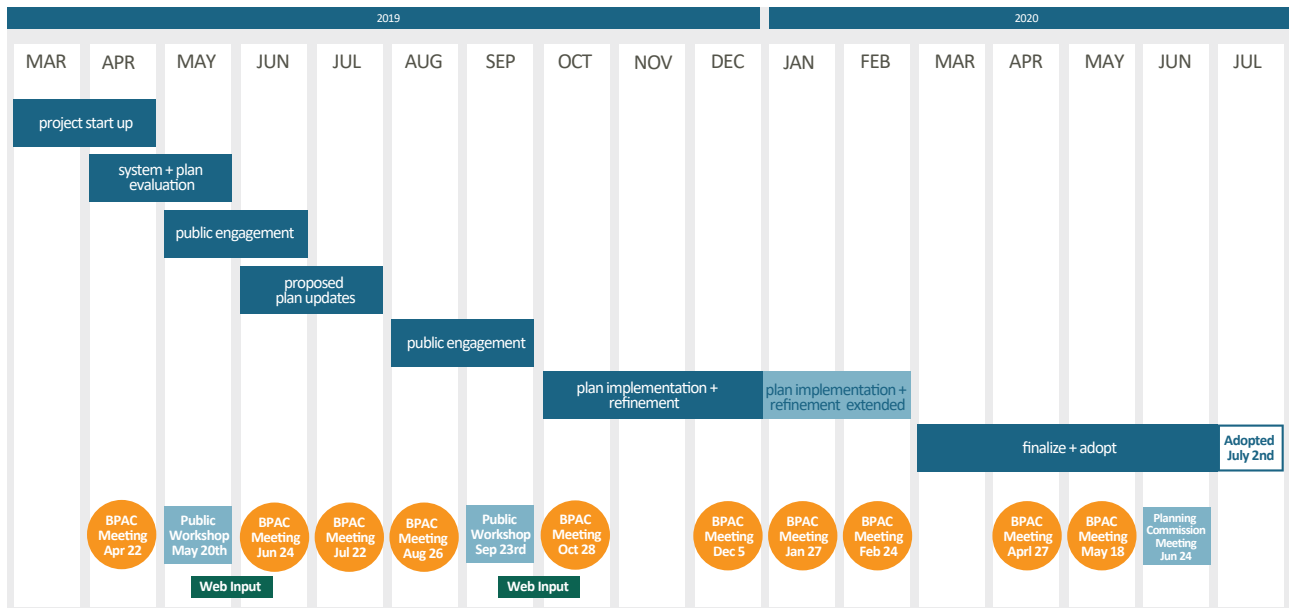 2019
2020
MAR APR MAY JUN JUL AUG SEP OCT NOV DEC JAN FEB MAR APR MAY JUN JUL
project start up
system + plan
evaluation
public engagement
proposed
plan updates
public engagement
plan implementation +
refinement
plan implementation +
refinement extended
finalize + adopt
Adopted
July 2nd
BPAC
Meeting
Apr 22
Public
Workshop
May 20th
BPAC
Meeting
Jun 24
BPAC
Meeting
Jul 22
BPAC
Meeting
Aug 26
Public
Workshop
Sep 23rd
BPAC
Meeting
Oct 28
BPAC
Meeting
Dec 5
BPAC
Meeting
Jan 27
BPAC
Meeting
Feb 24
BPAC
Meeting
Aprl 27
BPAC
Meeting
May 18
Planning
Commission
Meeting
Jun 24
Web Input
Web Input